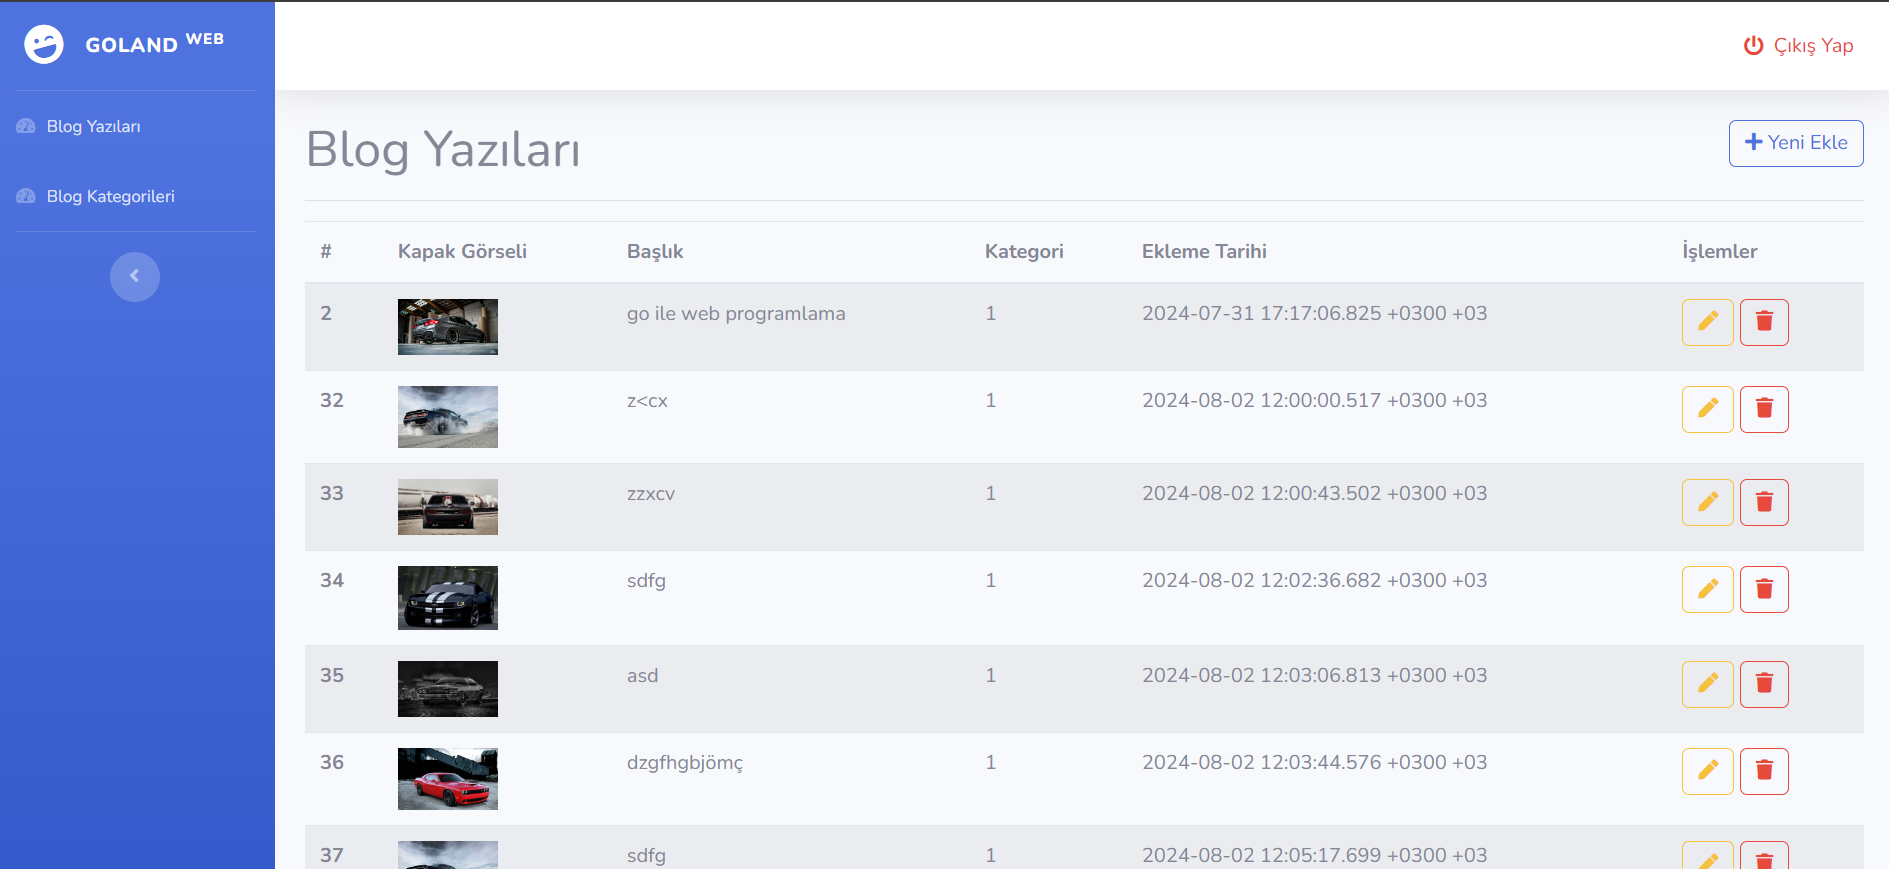 GOLAND WEB
Çıkış Yap
Blog Yazıları
Blog Kategorileri
Blog Yazıları
Yeni Ekle
# Kapak Görseli Başlık Kategori Ekleme Tarihi İşlemler
2 go ile web programlama 1 2024-07-31 17:17:06.825 +0300 +03
32 z<cx 1 2024-08-02 12:00:00.517 +0300 +03
33 zzxcv 1 2024-08-02 12:00:43.502 +0300 +03
34 sdfg 1 2024-08-02 12:02:36.682 +0300 +03
35 asd 1 2024-08-02 12:03:06.813 +0300 +03
36 dzgfhgbjömç 1 2024-08-02 12:03:44.576 +0300 +03
37 sdfg 1 2024-08-02 12:05:17.699 +0300 +03